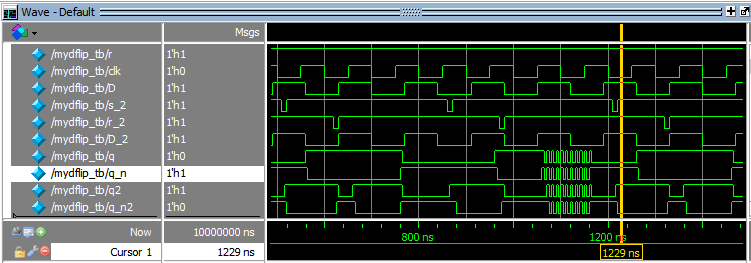 Wave - Default
Msgs
/mydflip_tb/r 1'h1
/mydflip_tb/clk 1'h0
/mydflip_tb/D 1'h1
/mydflip_tb/s_2 1'h1
/mydflip_tb/r_2 1'h1
/mydflip_tb/D_2 1'h1
/mydflip_tb/q 1'h0
/mydflip_tb/q_n 1'h1
/mydflip_tb/q2 1'h1
/mydflip_tb/q_n2 1'h0
Now 10000000 ns 800 ns 1200 ns
Cursor 1 1229 ns 1229 ns